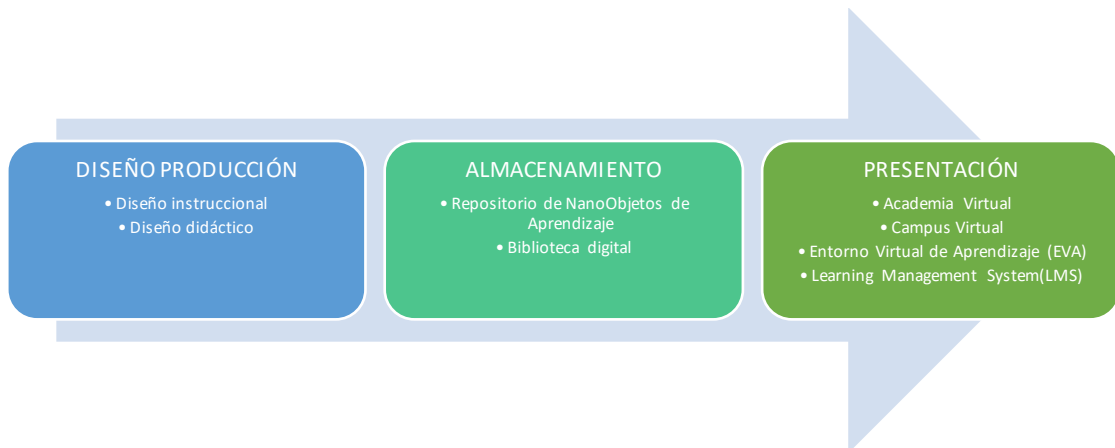 DISEÑO PRODUCCIÓN
• Diseño instruccional
• Diseño didáctico
ALMACENAMIENTO
• Repositorio de NanoObjetos de
Aprendizaje
• Biblioteca digital
PRESENTACIÓN
• Academia Virtual
• Campus Virtual
• Entorno Virtual de Aprendizaje (EVA)
• Learning Management System(LMS)